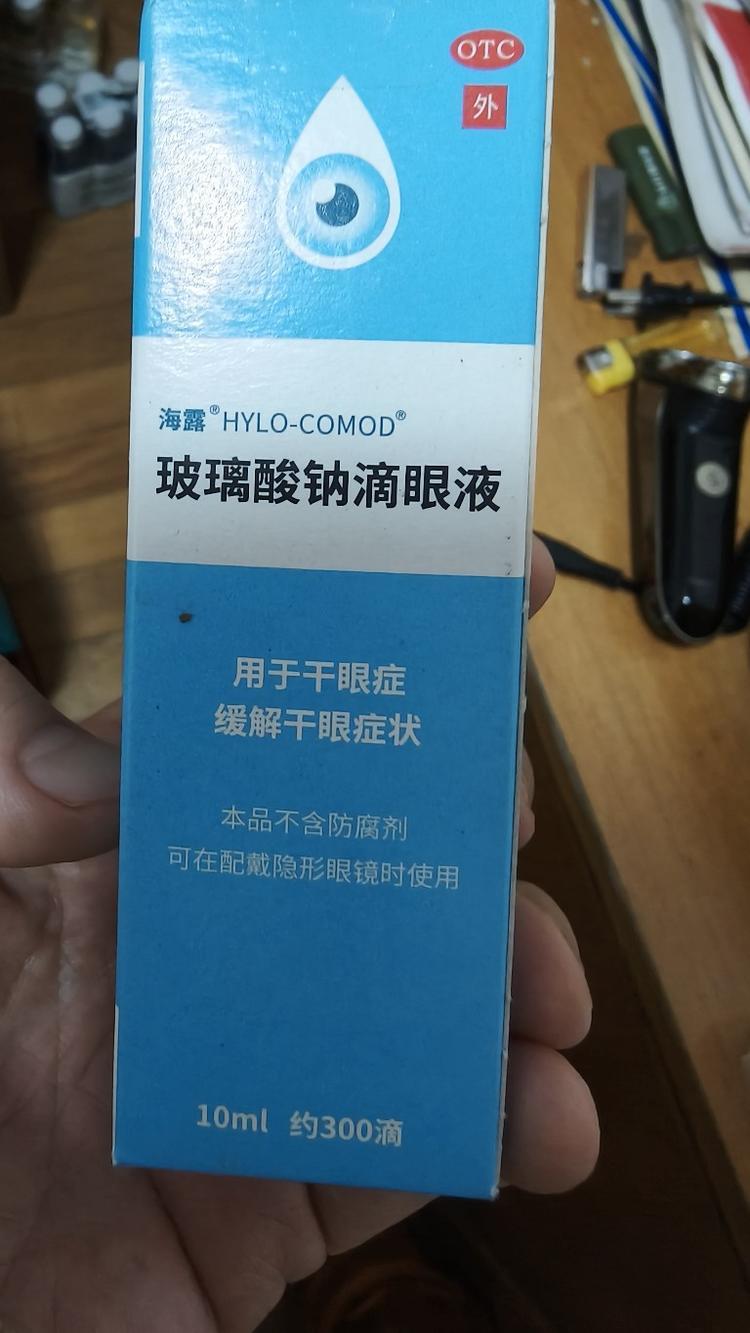 OTC
外
海露®HYLO-COMOD®
玻璃酸钠滴眼液
用于干眼症
缓解干眼症状
本品不含防腐剂
可在配戴隐形眼镜时使用
10ml 约300滴